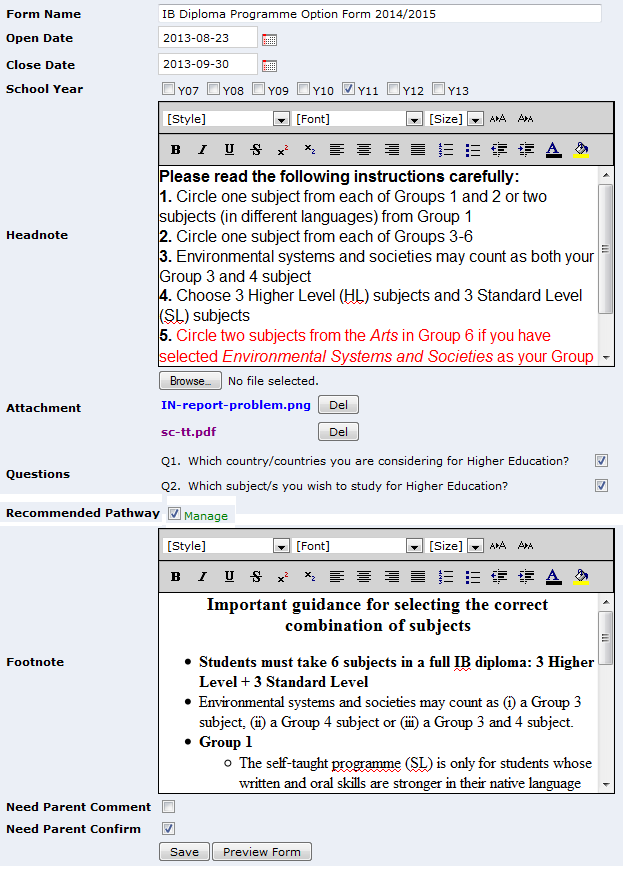 Form Name IB Diploma Programme Option Form 2014/2015
Open Date 2013-08-23
Close Date 2013-09-30
School Year Y07 Y08 Y09 Y10 Y11 Y12 Y13
[Style] [Font] [Size]
B I U S x² x₂ A
Headnote
Please read the following instructions carefully:
1. Circle one subject from each of Groups 1 and 2 or two
subjects (in different languages) from Group 1
2. Circle one subject from each of Groups 3-6
3. Environmental systems and societies may count as both your
Group 3 and 4 subject
4. Choose 3 Higher Level (HL) subjects and 3 Standard Level
(SL) subjects
5. Circle two subjects from the Arts in Group 6 if you have
selected Environmental Systems and Societies as your Group
Browse... No file selected.
Attachment IN-report-problem.png Del
sc-tt.pdf Del
Questions
Q1. Which country/countries you are considering for Higher Education?
Q2. Which subject/s you wish to study for Higher Education?
Recommended Pathway Manage
[Style] [Font] [Size]
B I U S x² x₂ A
Footnote
Important guidance for selecting the correct
combination of subjects
Students must take 6 subjects in a full IB diploma: 3 Higher
Level + 3 Standard Level
Environmental systems and societies may count as (i) a Group 3
subject, (ii) a Group 4 subject or (iii) a Group 3 and 4 subject.
Group 1
The self-taught programme (SL) is only for students whose
written and oral skills are stronger in their native language
Need Parent Comment
Need Parent Confirm
Save Preview Form